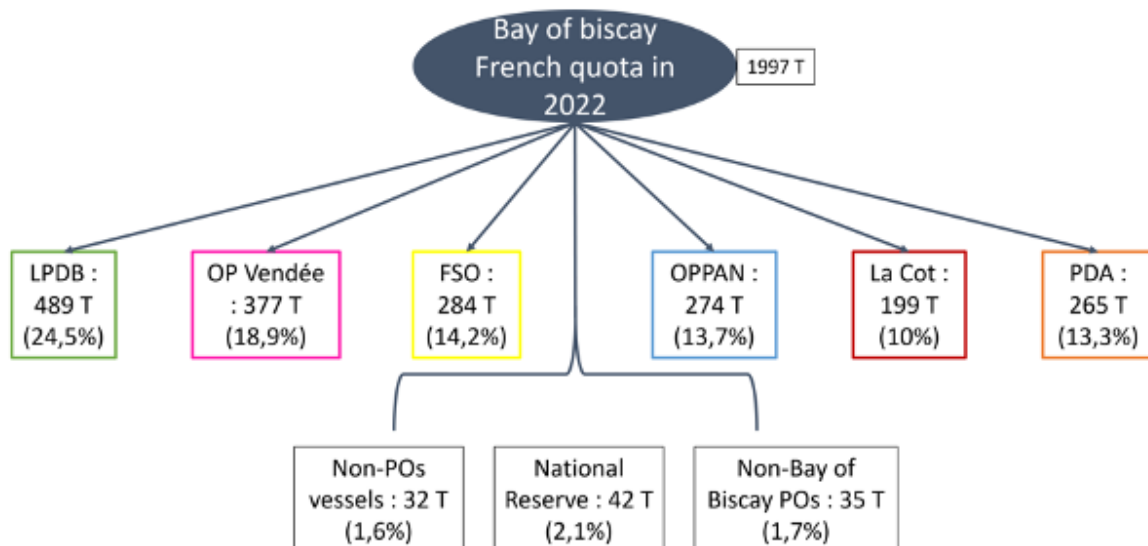 Bay of biscay
French quota in
2022
1997 T
LPDB :
489 T
(24,5%)
OP Vendée
: 377 T
(18,9%)
FSO :
284 T
(14,2%)
OPPAN :
274 T
(13,7%)
La Cot :
199 T
(10%)
PDA :
265 T
(13,3%)
Non-POs
vessels : 32 T
(1,6%)
National
Reserve : 42 T
(2,1%)
Non-Bay of
Biscay POs : 35 T
(1,7%)